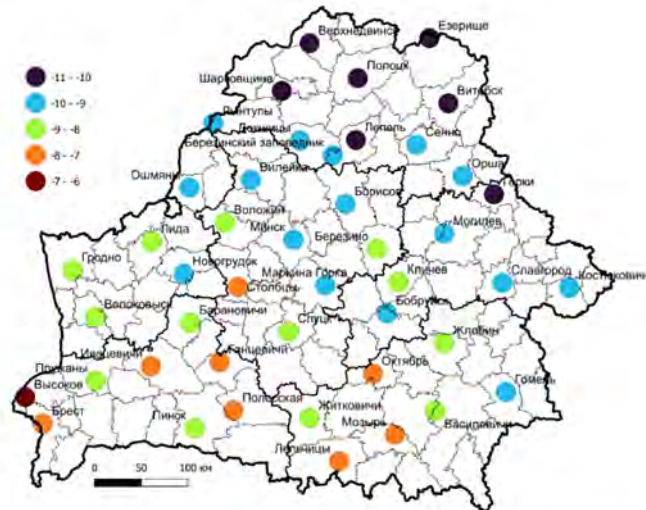 Верхнедвинск
Езерище
Полоцк
Шарковщина
Витебск
-11 - -10
-10 - -9
-9 - -8
-8 - -7
-7 - -6
Лынтупы
Докшицы
Лепель
Сенно
Березинский заповедник
Орша
Ошмяны
Вилейка
Борисов
Горки
Воложин
Минск
Могилев
Лида
Березино
Гродно
Новогрудок
Марьина Горка
Кличев
Славгород
Костюкович
Столбцы
Бобруйск
Волковыск
Барановичи
Слуцк
Жлобин
Пружаны
Ивацевичи
Ганцевичи
Октябрь
Высокое
Гомель
Брест
Полесская
Житковичи
Пинск
Мозырь
Василевичи
Лельчицы
0 50 100 км